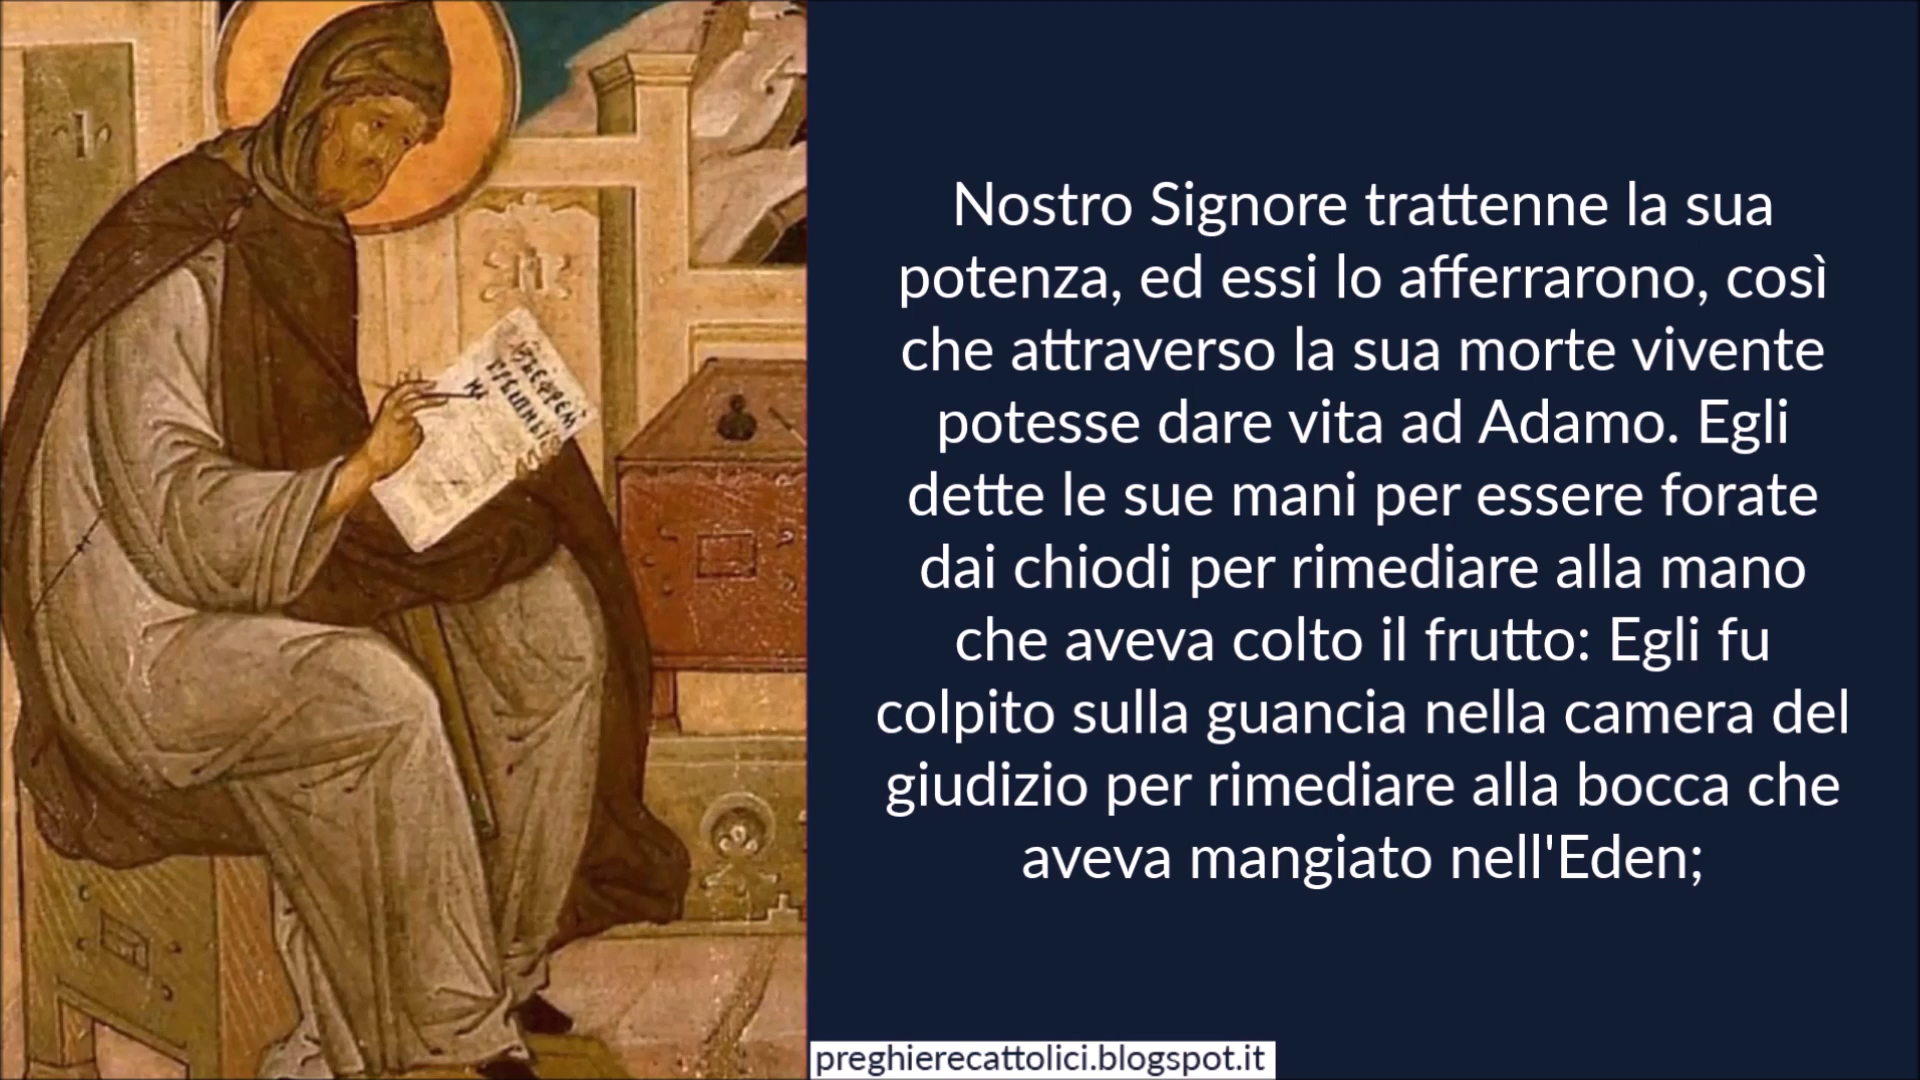 Nostro Signore trattenne la sua
potenza, ed essi lo afferrarono, così
che attraverso la sua morte vivente
potesse dare vita ad Adamo. Egli
dette le sue mani per essere forate
dai chiodi per rimediare alla mano
che aveva colto il frutto: Egli fu
colpito sulla guancia nella camera del
giudizio per rimediare alla bocca che
aveva mangiato nell'Eden;
preghierecattolici.blogspot.it